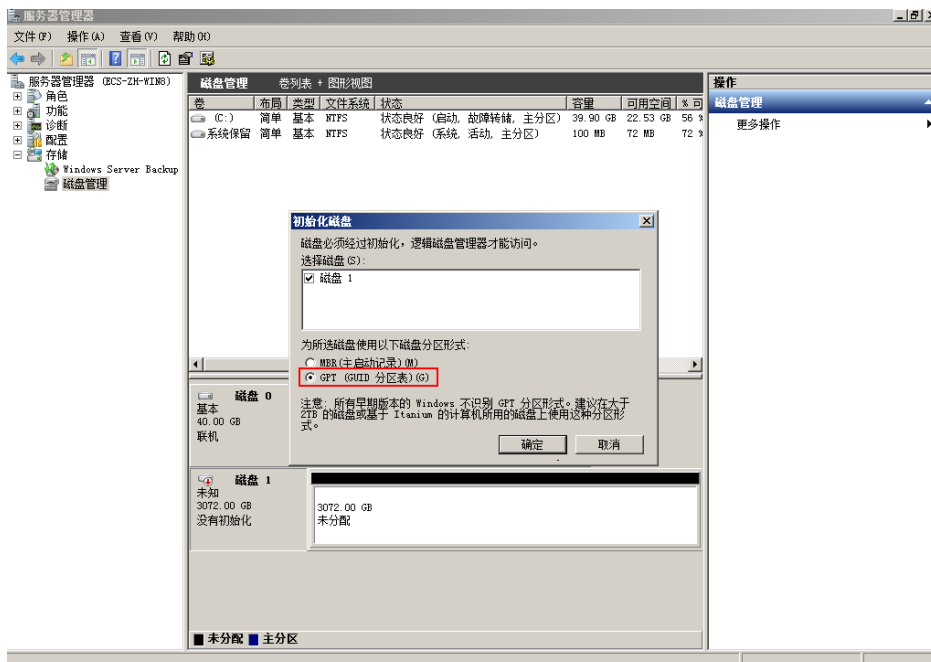 服务器管理器
文件(F) 操作(A) 查看(V) 帮助(H)
服务器管理器 (ECS-ZH-WIN8)
角色
功能
诊断
配置
存储
Windows Server Backup
磁盘管理
磁盘管理 卷列表 + 图形视图
卷 布局 类型 文件系统 状态 容量 可用空间 % 可
(C:) 简单 基本 NTFS 状态良好 (启动, 故障转储, 主分区) 39.90 GB 22.53 GB 56 %
系统保留 简单 基本 NTFS 状态良好 (系统, 活动, 主分区) 100 MB 72 MB 72 %
操作
磁盘管理
更多操作
初始化磁盘
磁盘必须经过初始化，逻辑磁盘管理器才能访问。
选择磁盘(S):
磁盘 1
为所选磁盘使用以下磁盘分区形式:
MBR(主启动记录)(M)
GPT (GUID 分区表)(G)
注意: 所有早期版本的 Windows 不识别 GPT 分区形式。建议在大于
2TB 的磁盘或基于 Itanium 的计算机所用的磁盘上使用这种分区形
式。
确定 取消
磁盘 0
基本
40.00 GB
联机
磁盘 1
未知
3072.00 GB
没有初始化
3072.00 GB
未分配
未分配 主分区